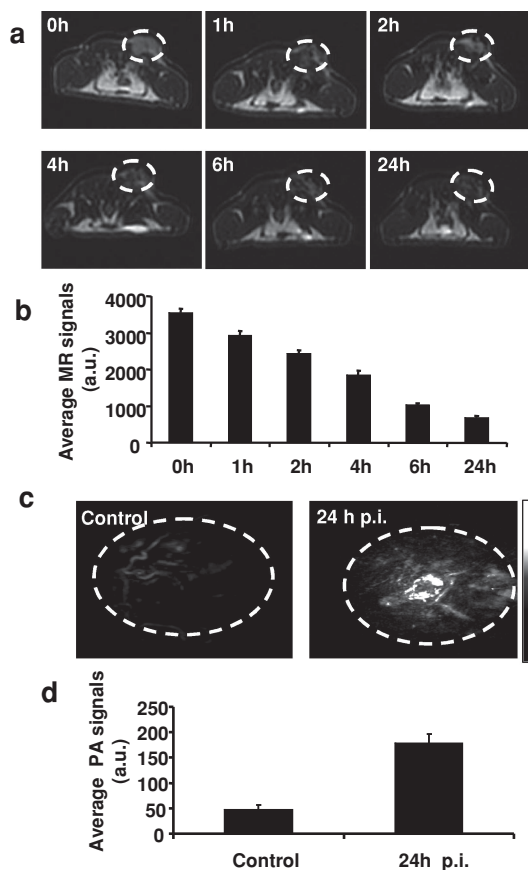 a
0h
1h
2h
4h
6h
24h
b
Average MR signals
(a.u.)
4000
3000
2000
1000
0
0h 1h 2h 4h 6h 24h
c
Control
24 h p.i.
d
Average PA signals
(a.u.)
250
200
150
100
50
0
Control 24h p.i.